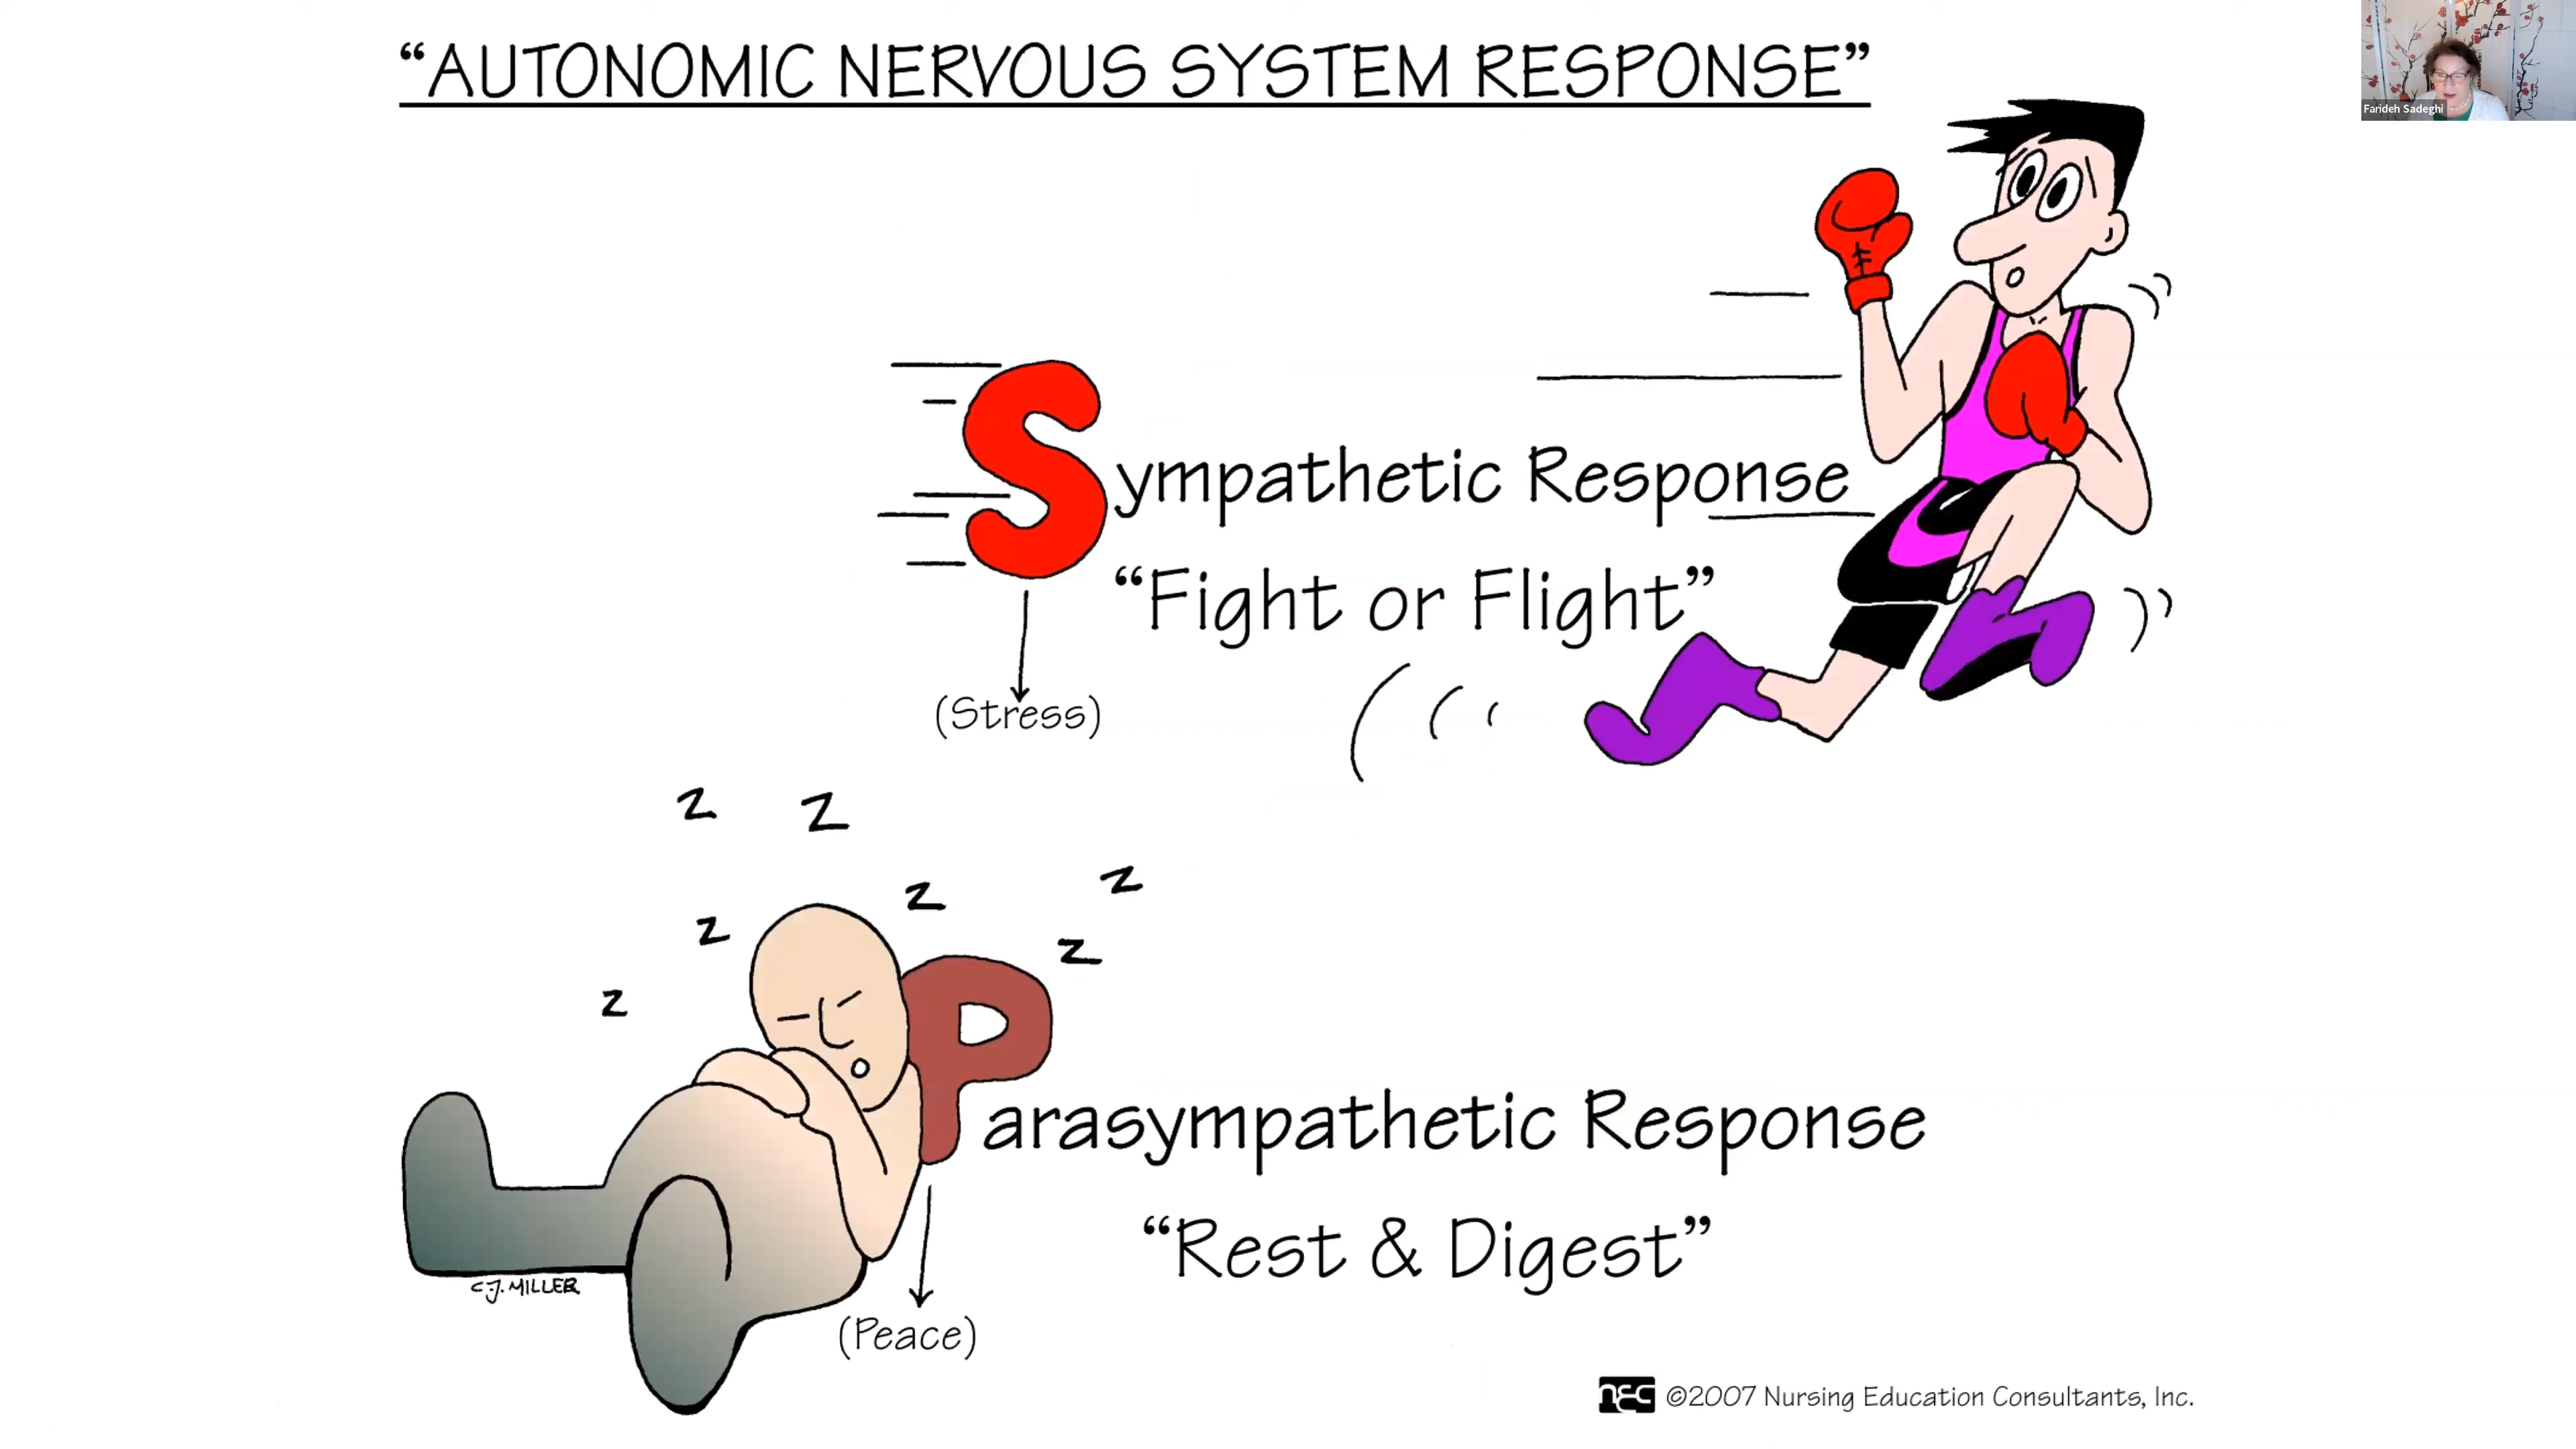 “AUTONOMIC NERVOUS SYSTEM RESPONSE”
Farideh Sadeghi
Sympathetic Response
“Fight or Flight”
(Stress)
z z
z z
z z
z
Parasympathetic Response
“Rest & Digest”
C.J. MILLER
(Peace)
nec ©2007 Nursing Education Consultants, Inc.